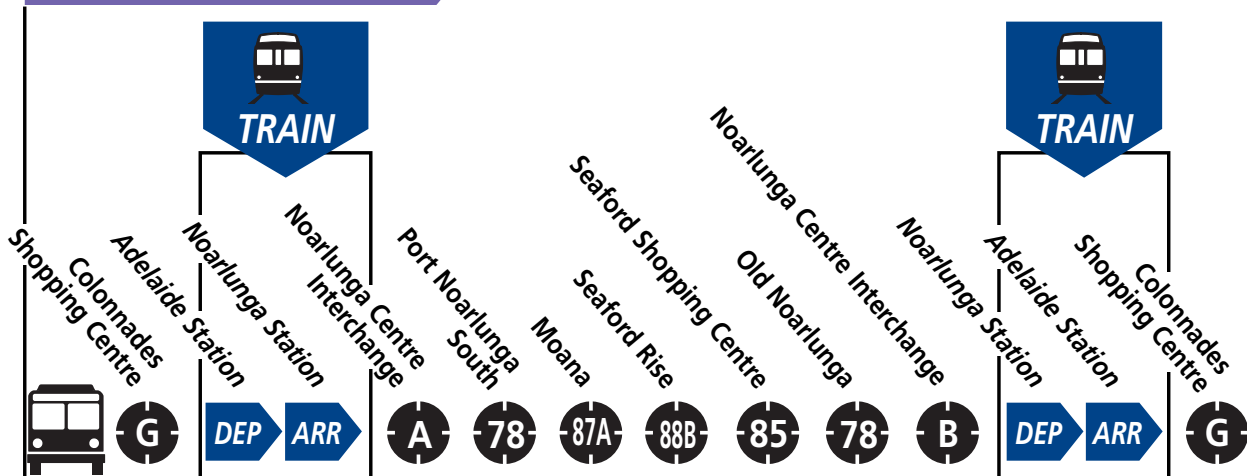 TRAIN
TRAIN
Colonnades
Shopping Centre
Adelaide Station
Noarlunga Station
Noarlunga Centre
Interchange
Port Noarlunga
South
Moana
Seaford Rise
Seaford Shopping Centre
Old Noarlunga
Noarlunga Centre Interchange
Noarlunga Station
Adelaide Station
Colonnades
Shopping Centre
G DEP ARR A 78 87A 88B 85 78 B DEP ARR G